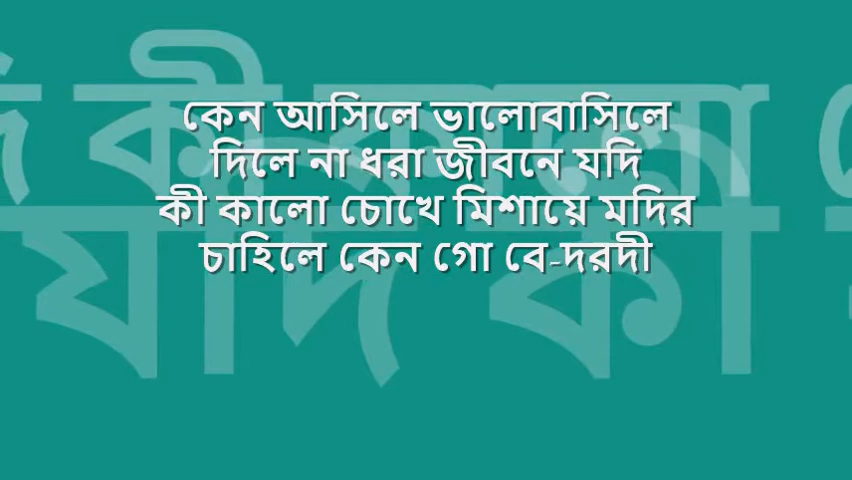 কেন আসিলে ভালোবাসিলে
দিলে না ধরা জীবনে যদি
কী কালো চোখে মিশায়ে মদির
চাহিলে কেন গো বে-দরদী